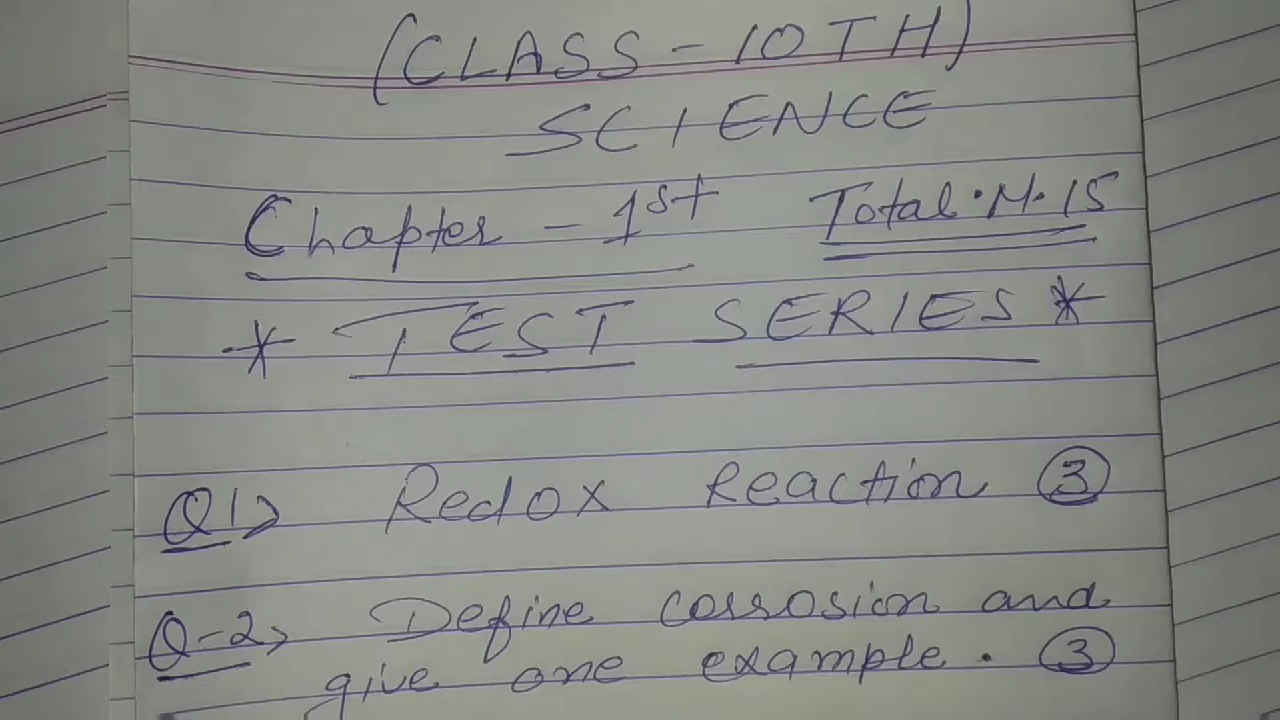 (CLASS - 10TH)
SCIENCE
Chapter - 1st Total.M.15
* TEST SERIES *
Q1> Redox Reaction 3
Q-2> Define corrosion and
give one example. 3